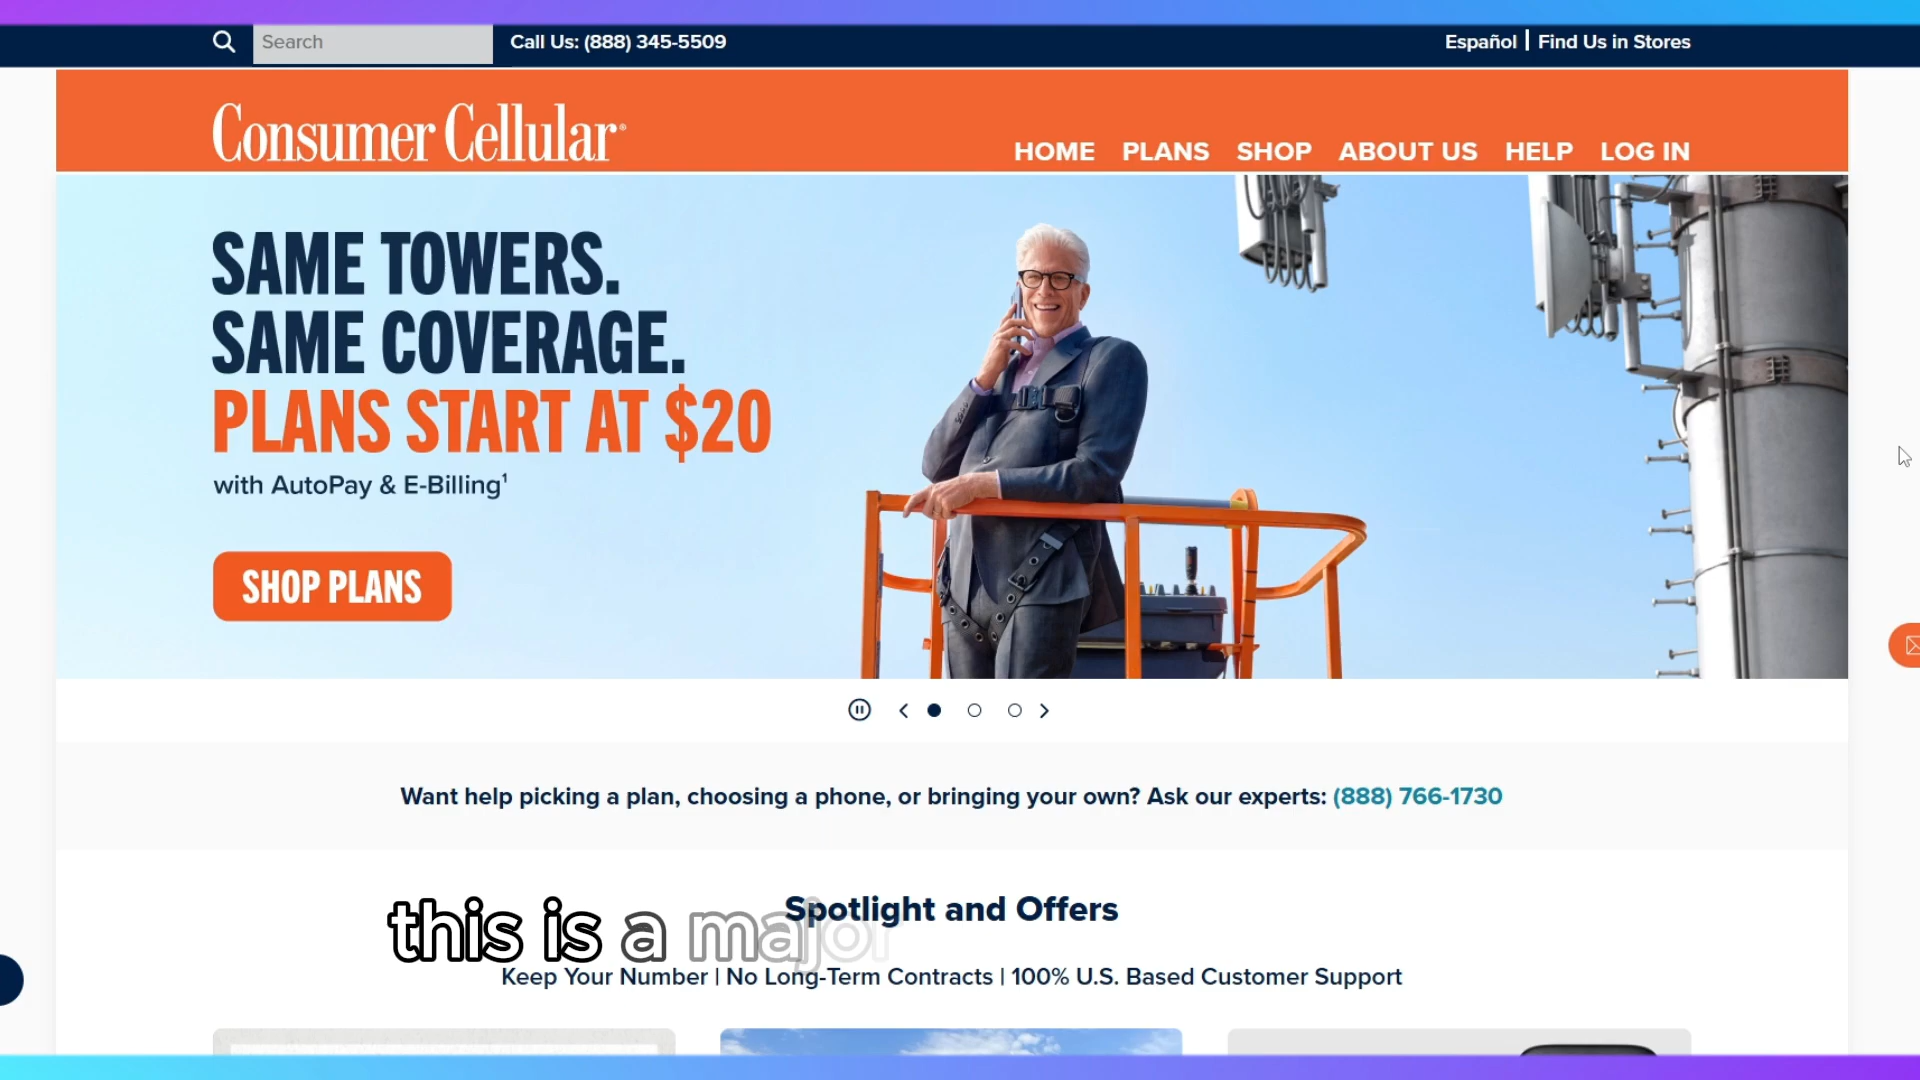 Search
Call Us: (888) 345-5509
Español
Find Us in Stores
Consumer Cellular
HOME PLANS SHOP ABOUT US HELP LOG IN
SAME TOWERS.
SAME COVERAGE.
PLANS START AT $20
with AutoPay & E-Billing¹
SHOP PLANS
Want help picking a plan, choosing a phone, or bringing your own? Ask our experts: (888) 766-1730
Spotlight and Offers
this is a major
Keep Your Number | No Long-Term Contracts | 100% U.S. Based Customer Support